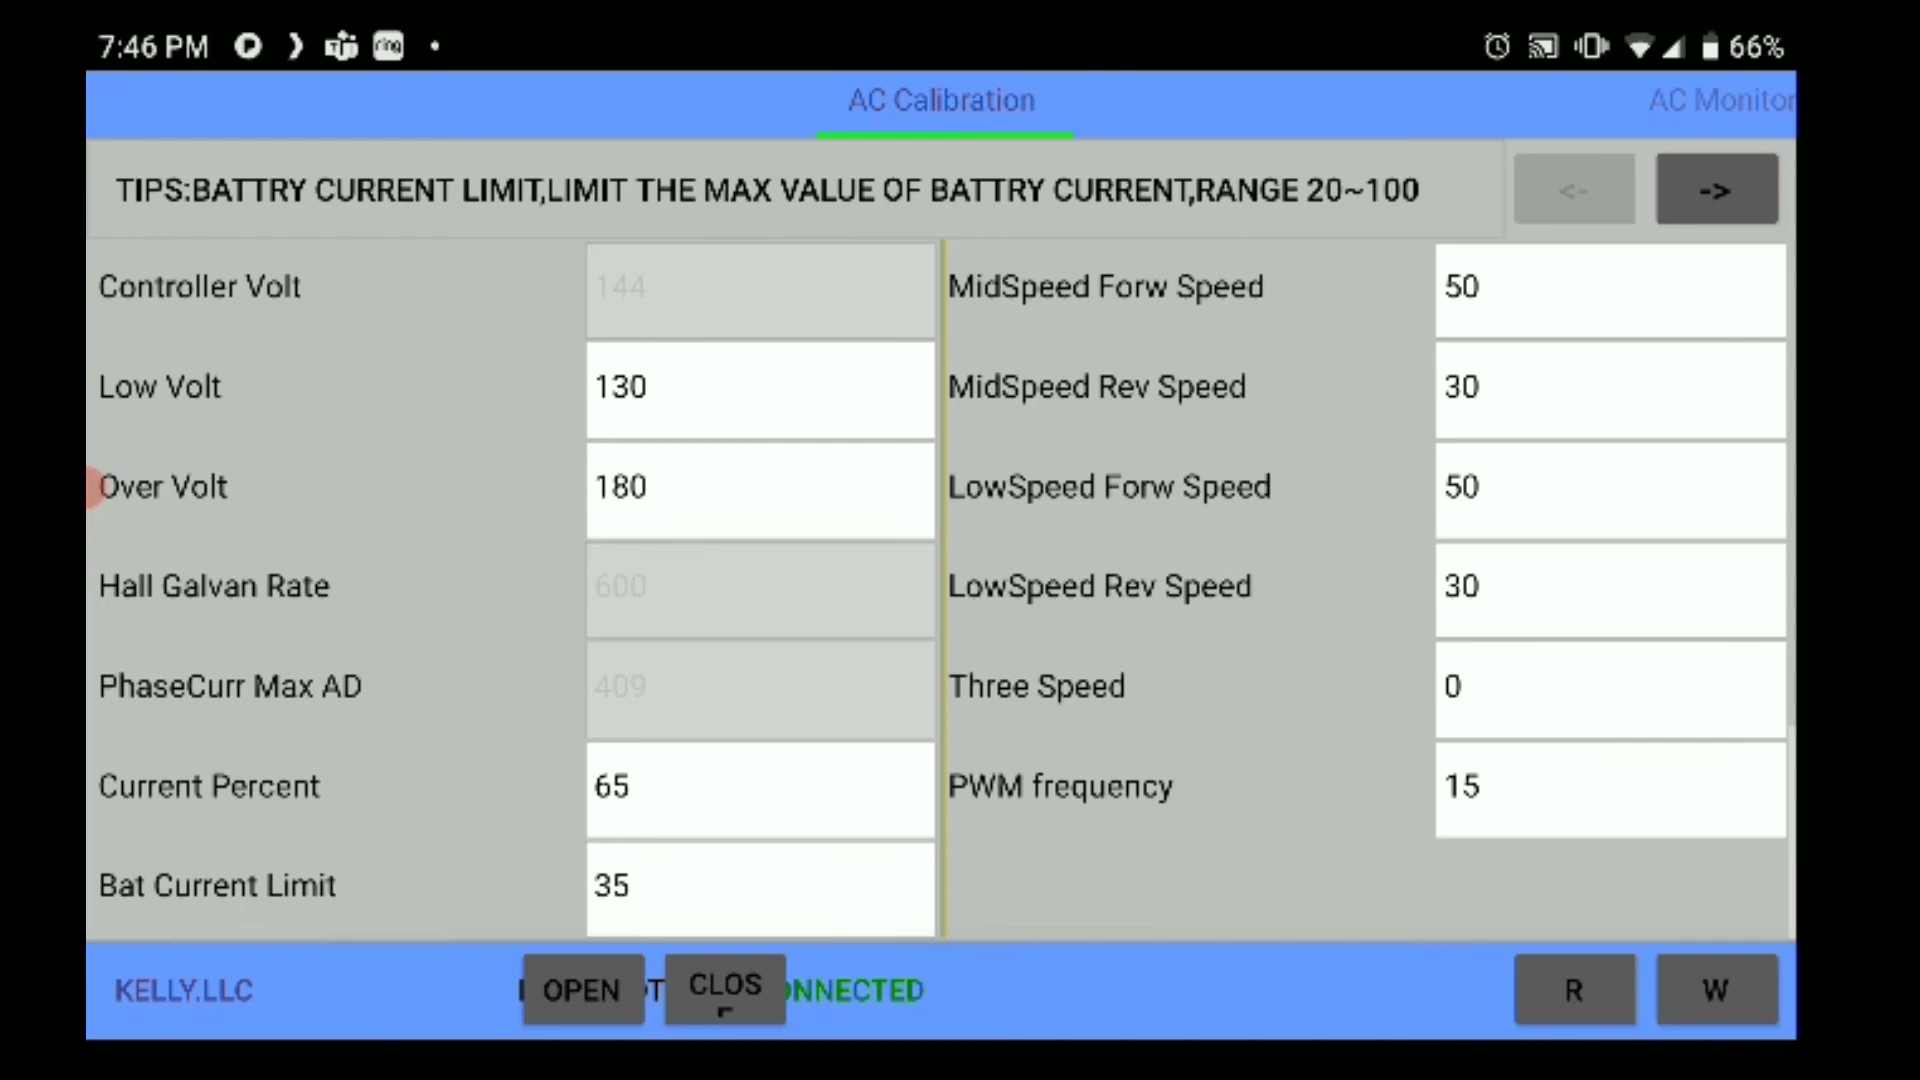 7:46 PM ring 66%
AC Calibration AC Monitor
TIPS:BATTRY CURRENT LIMIT,LIMIT THE MAX VALUE OF BATTRY CURRENT,RANGE 20~100 <- ->
Controller Volt 144 MidSpeed Forw Speed 50
Low Volt 130 MidSpeed Rev Speed 30
Over Volt 180 LowSpeed Forw Speed 50
Hall Galvan Rate 600 LowSpeed Rev Speed 30
PhaseCurr Max AD 409 Three Speed 0
Current Percent 65 PWM frequency 15
Bat Current Limit 35
KELLY.LLC OPEN CLOS ONNECTED R W